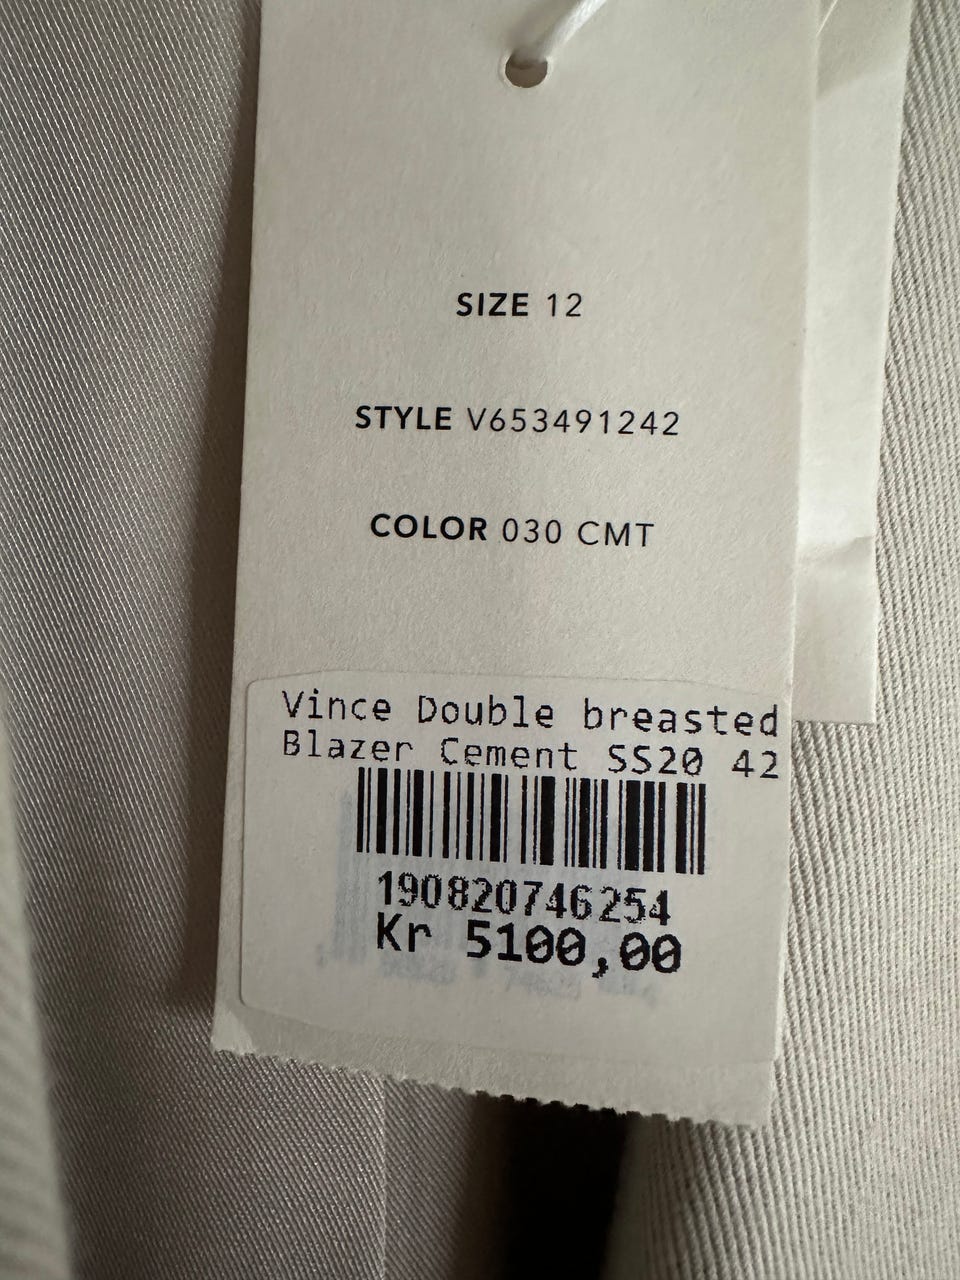 SIZE 12
STYLE V653491242
COLOR 030 CMT
Vince Double breasted
Blazer Cement SS20 42
190820746254
Kr 5100,00